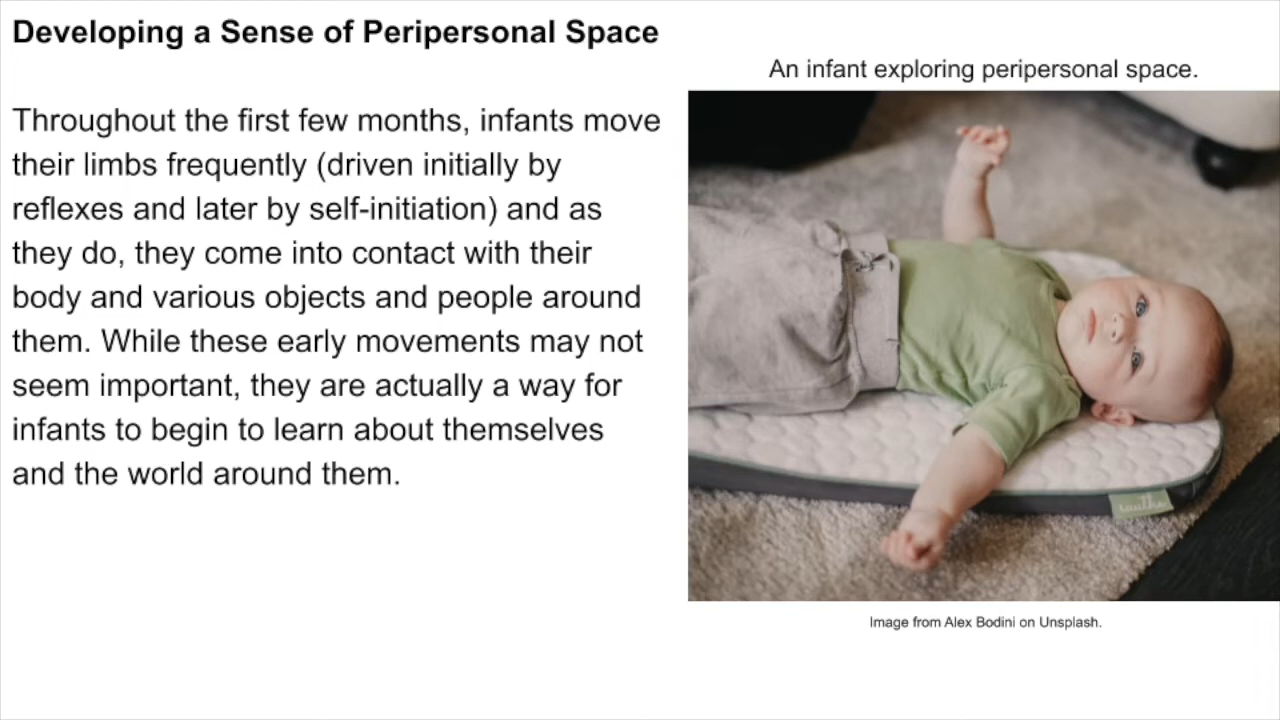 Developing a Sense of Peripersonal Space
An infant exploring peripersonal space.
Throughout the first few months, infants move
their limbs frequently (driven initially by
reflexes and later by self-initiation) and as
they do, they come into contact with their
body and various objects and people around
them. While these early movements may not
seem important, they are actually a way for
infants to begin to learn about themselves
and the world around them.
Image from Alex Bodini on Unsplash.